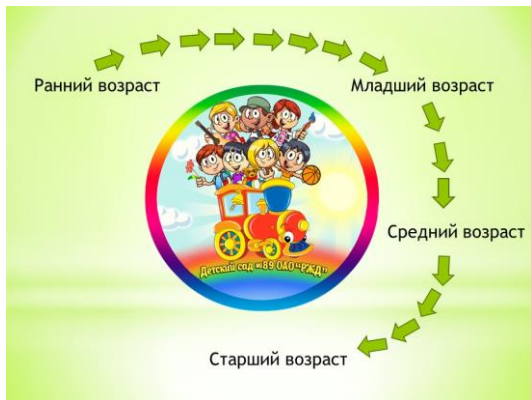 Ранний возраст
Младший возраст
Средний возраст
Детский сад №89 ОАО "РЖД"
Старший возраст